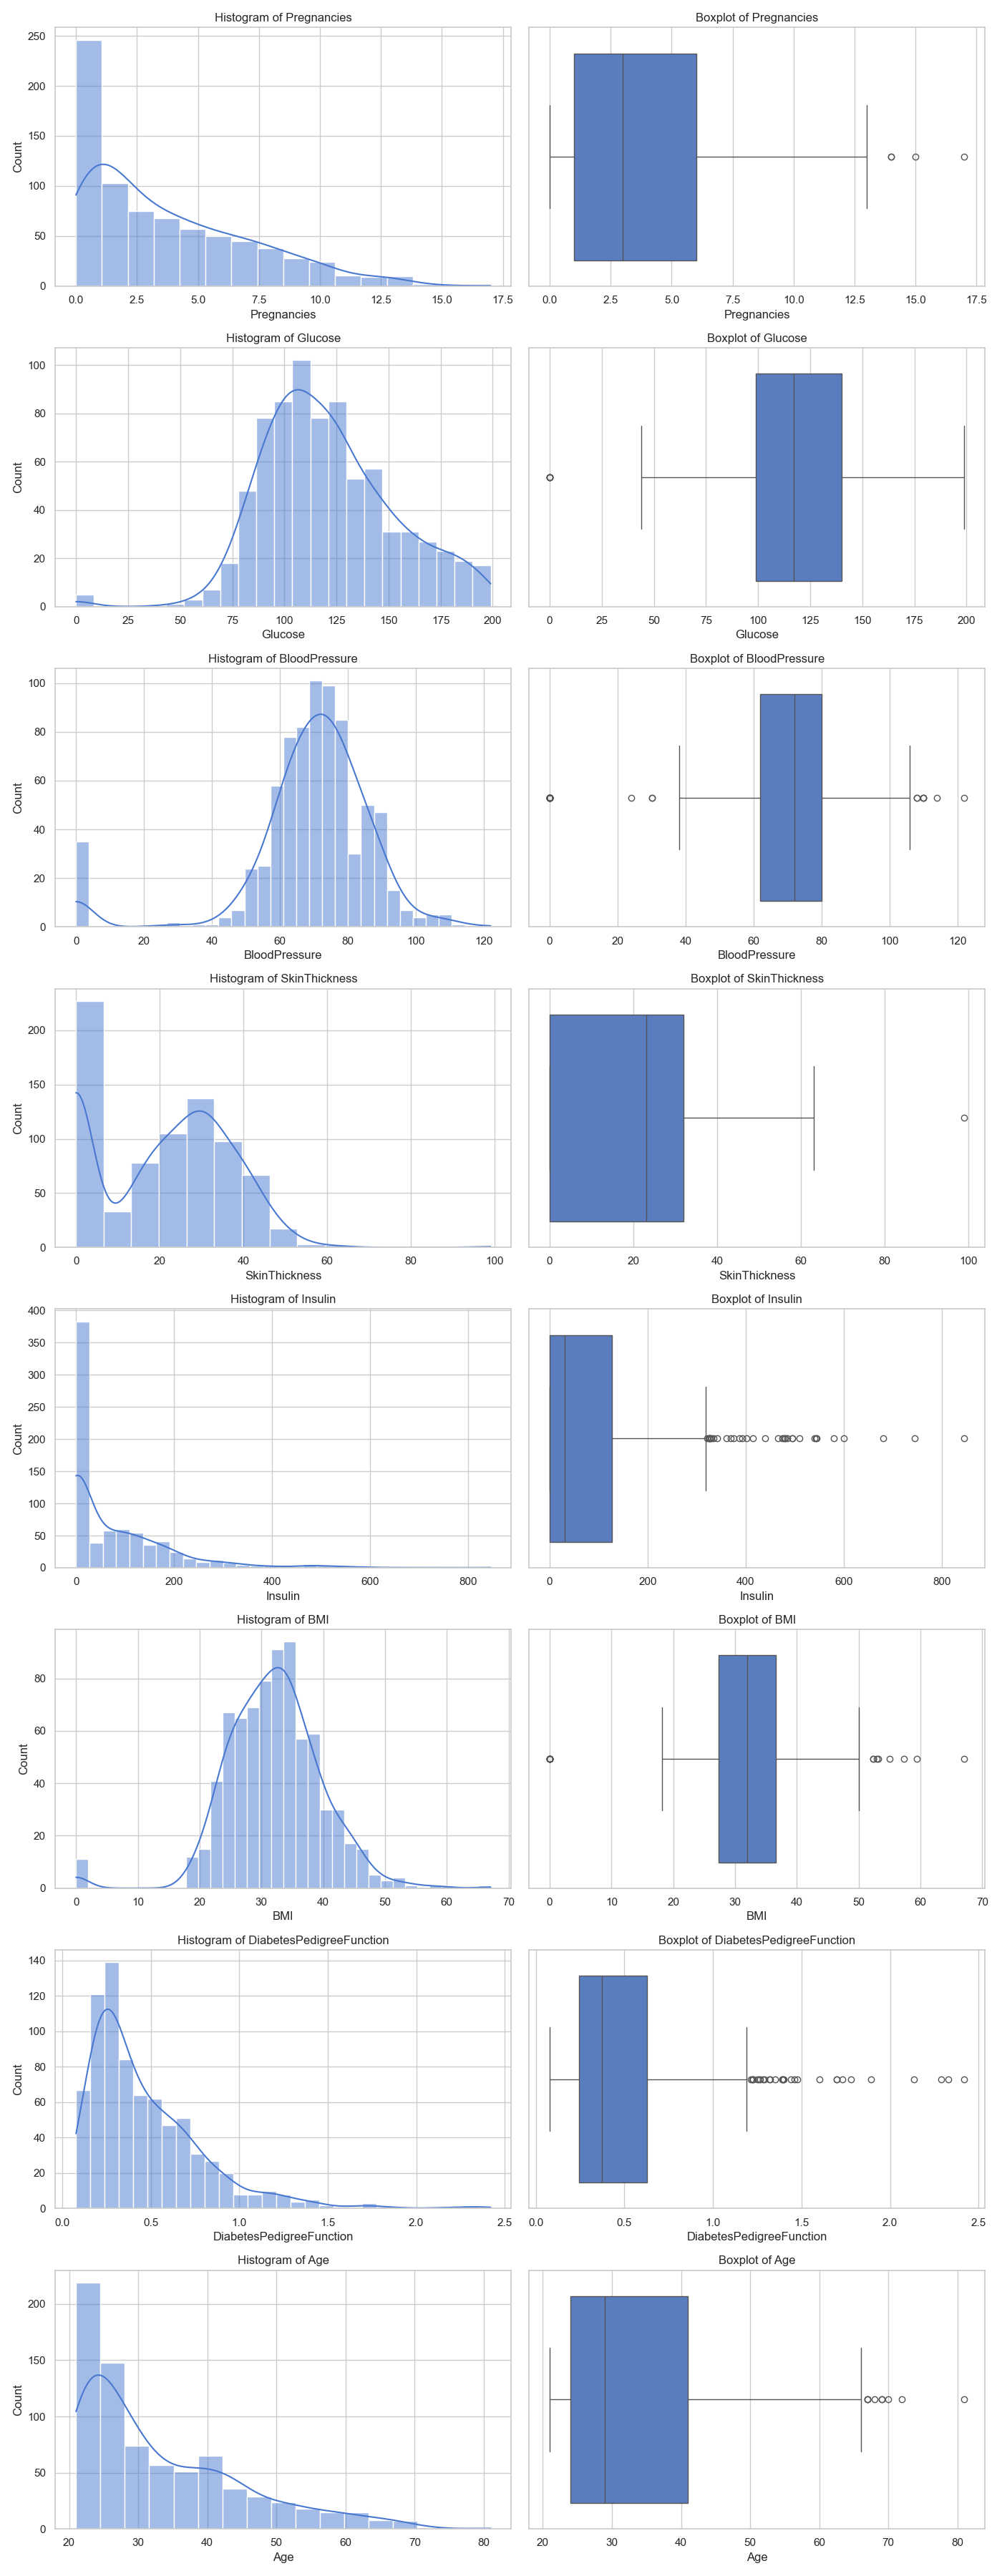 Histogram of Pregnancies
Boxplot of Pregnancies
250
200
150
100
50
0
Count
0.0 2.5 5.0 7.5 10.0 12.5 15.0 17.5
Pregnancies
0.0 2.5 5.0 7.5 10.0 12.5 15.0 17.5
Pregnancies
Histogram of Glucose
Boxplot of Glucose
100
80
60
40
20
0
Count
0 25 50 75 100 125 150 175 200
Glucose
0 25 50 75 100 125 150 175 200
Glucose
Histogram of BloodPressure
Boxplot of BloodPressure
100
80
60
40
20
0
Count
0 20 40 60 80 100 120
BloodPressure
0 20 40 60 80 100 120
BloodPressure
Histogram of SkinThickness
Boxplot of SkinThickness
200
150
100
50
0
Count
0 20 40 60 80 100
SkinThickness
0 20 40 60 80 100
SkinThickness
Histogram of Insulin
Boxplot of Insulin
400
350
300
250
200
150
100
50
0
Count
0 200 400 600 800
Insulin
0 200 400 600 800
Insulin
Histogram of BMI
Boxplot of BMI
80
60
40
20
0
Count
0 10 20 30 40 50 60 70
BMI
0 10 20 30 40 50 60 70
BMI
Histogram of DiabetesPedigreeFunction
Boxplot of DiabetesPedigreeFunction
140
120
100
80
60
40
20
0
Count
0.0 0.5 1.0 1.5 2.0 2.5
DiabetesPedigreeFunction
0.0 0.5 1.0 1.5 2.0 2.5
DiabetesPedigreeFunction
Histogram of Age
Boxplot of Age
200
150
100
50
0
Count
20 30 40 50 60 70 80
Age
20 30 40 50 60 70 80
Age